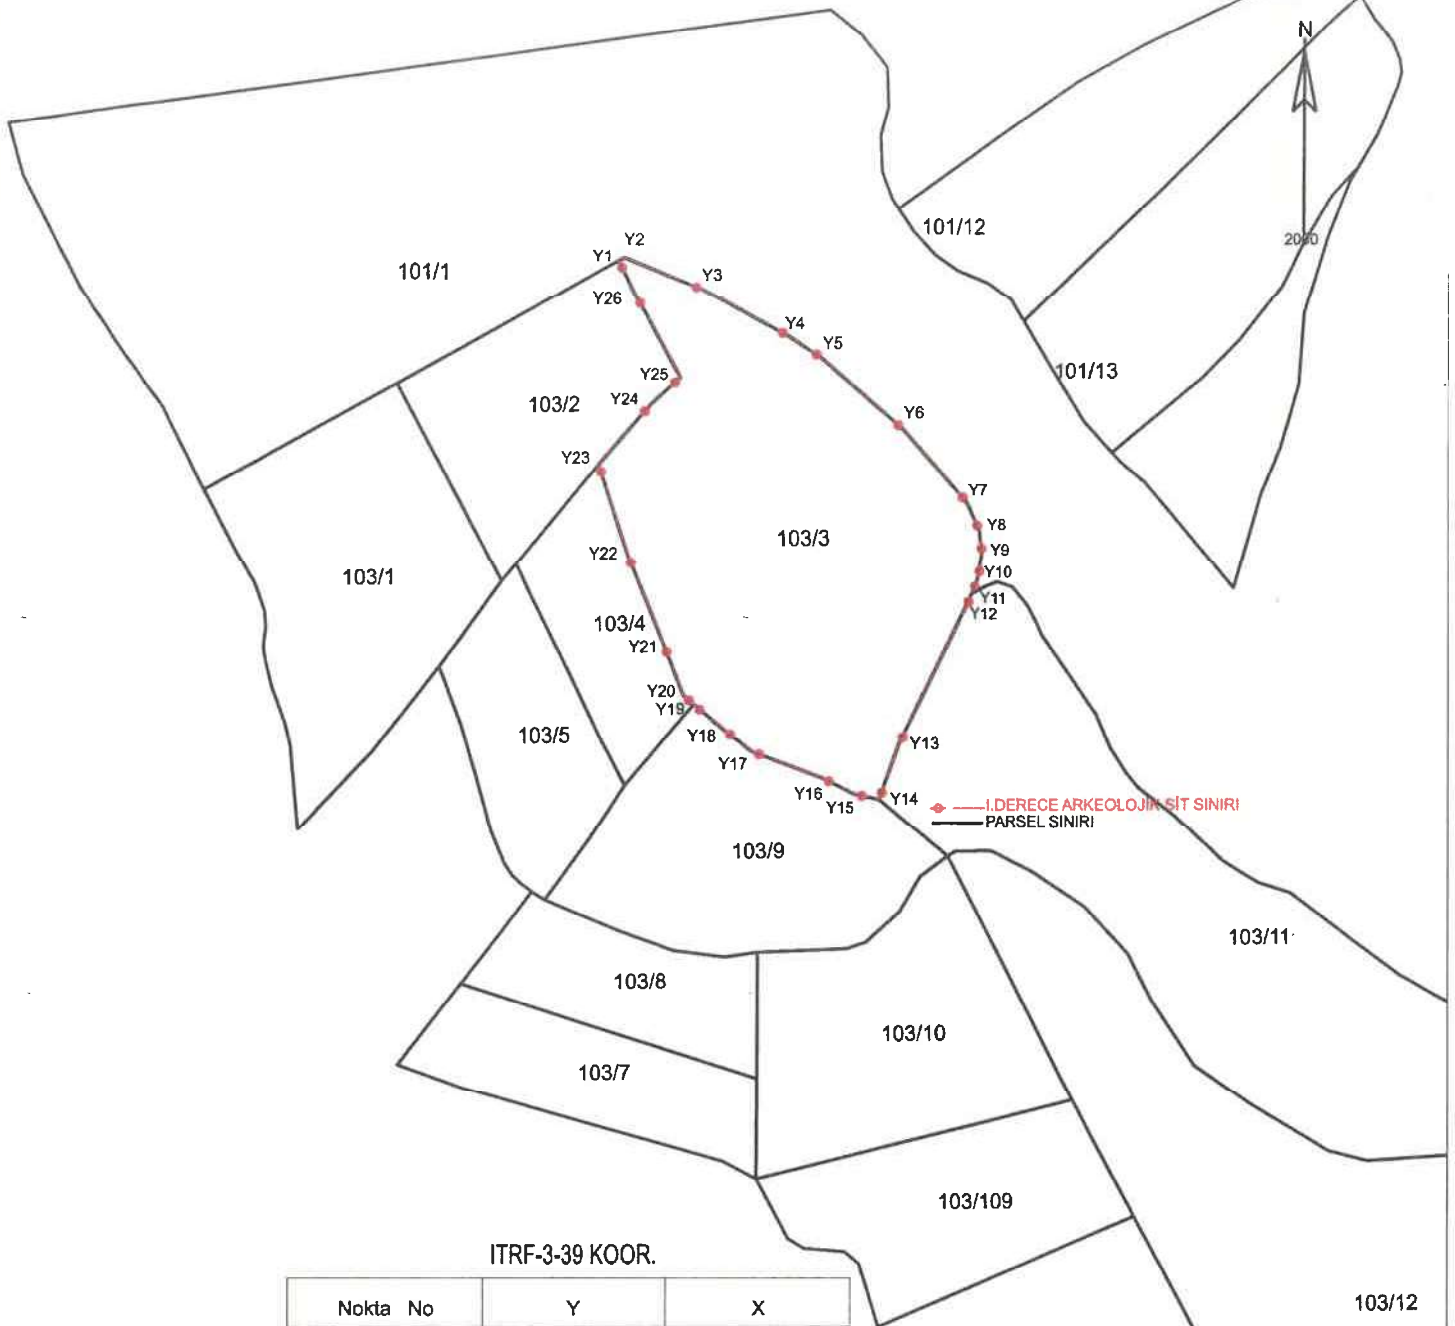 N
101/12
2000
Y2
Y1
101/1
Y3
Y26
Y4
Y5
101/13
Y25
103/2
Y24
Y6
Y23
Y7
Y8
103/3
Y9
Y22
Y10
103/1
Y11
Y12
103/4
Y21
Y20
Y19
103/5
Y18
Y13
Y17
Y16
Y14
Y15
I.DERECE ARKEOLOJİK SİT SINIRI
PARSEL SINIRI
103/9
103/11
103/8
103/10
103/7
103/109
ITRF-3-39 KOOR.
103/12
Nokta No Y X